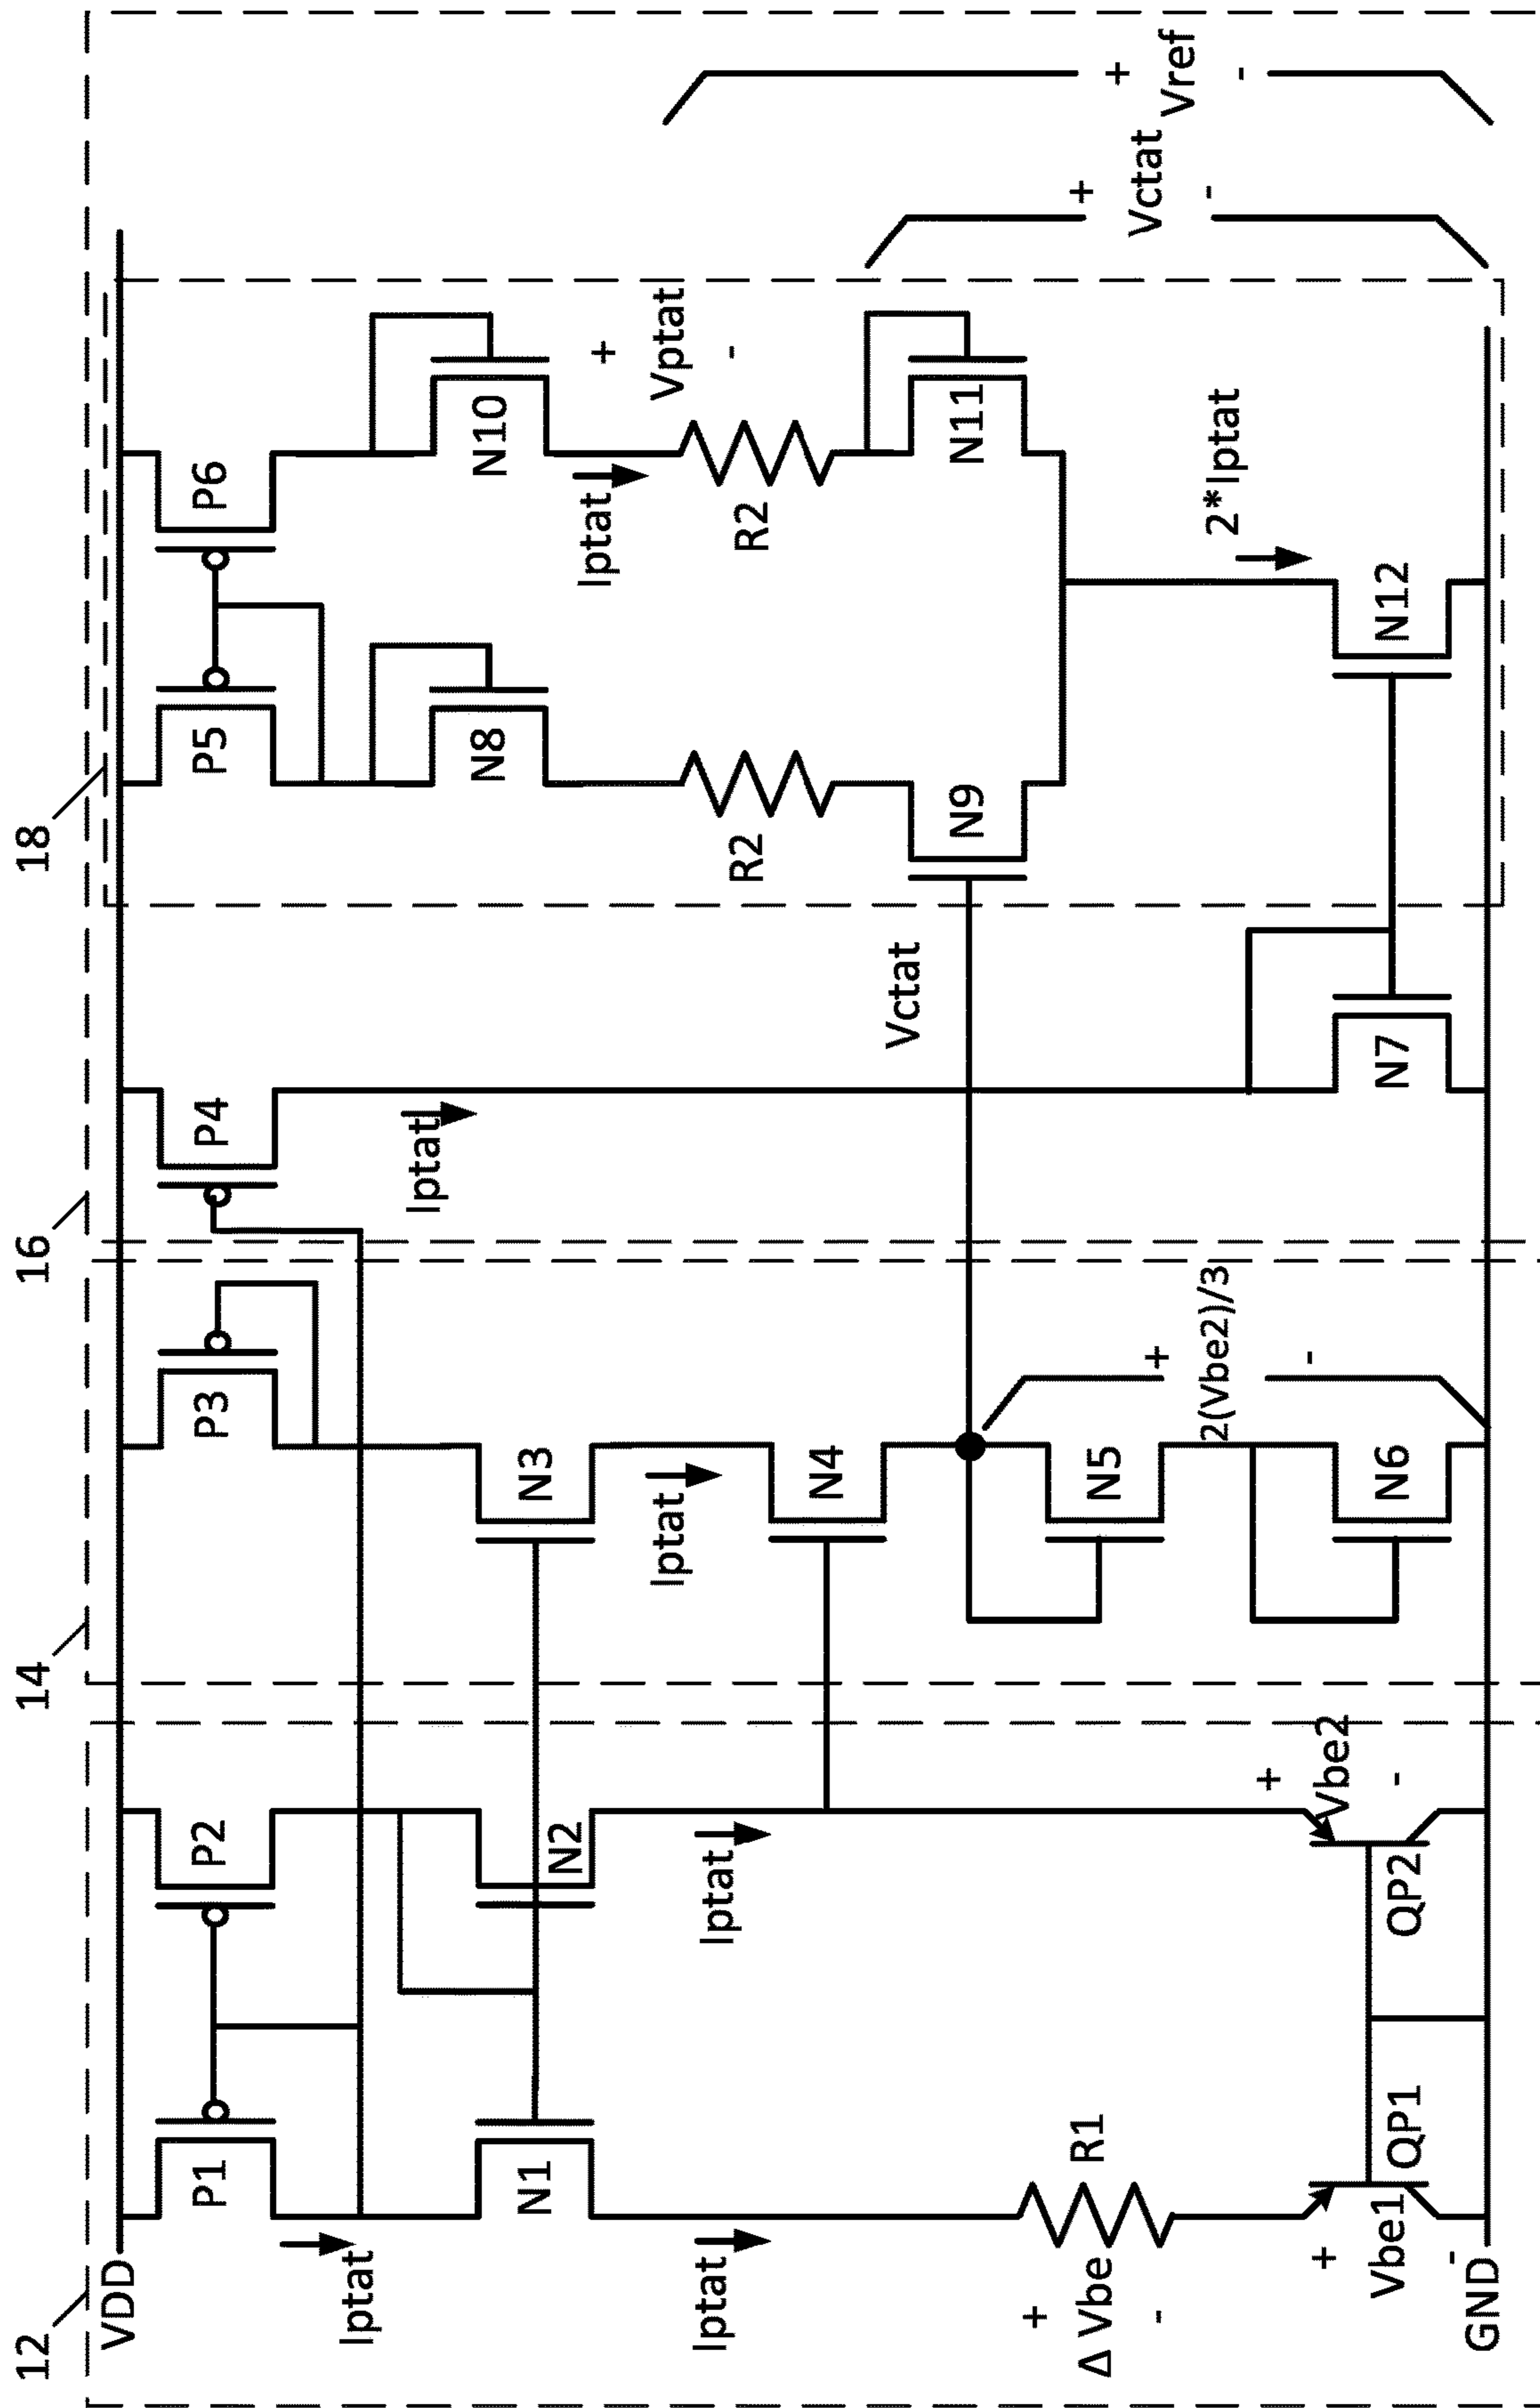 12
14
16
18
VDD
P1
P2
P3
P4
P5
P6
Iptat
N1
N2
N3
N8
N10
Iptat
Iptat
Iptat
Iptat
Iptat
+
Vptat
-
R2
R2
N4
N9
N11
Vctat
+
Δ Vbe
-
R1
N5
2(Vbe2)/3
+
-
N6
N7
N12
2*Iptat
+
Vbe1
-
QP1
QP2
+
Vbe2
-
+
Vctat
-
+
Vref
-
GND